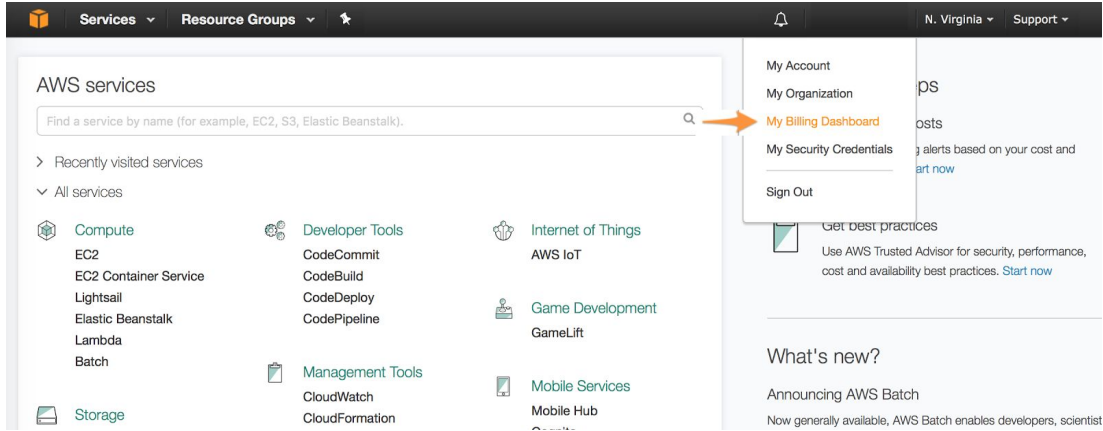 Services Resource Groups N. Virginia Support
AWS services
Find a service by name (for example, EC2, S3, Elastic Beanstalk).
Recently visited services
All services
Compute
EC2
EC2 Container Service
Lightsail
Elastic Beanstalk
Lambda
Batch
Storage
Developer Tools
CodeCommit
CodeBuild
CodeDeploy
CodePipeline
Management Tools
CloudWatch
CloudFormation
Internet of Things
AWS IoT
Game Development
GameLift
Mobile Services
Mobile Hub
My Account
My Organization
My Billing Dashboard
My Security Credentials
Sign Out
ps
osts
alerts based on your cost and
art now
Get best practices
Use AWS Trusted Advisor for security, performance,
cost and availability best practices. Start now
What's new?
Announcing AWS Batch
Now generally available, AWS Batch enables developers, scientist